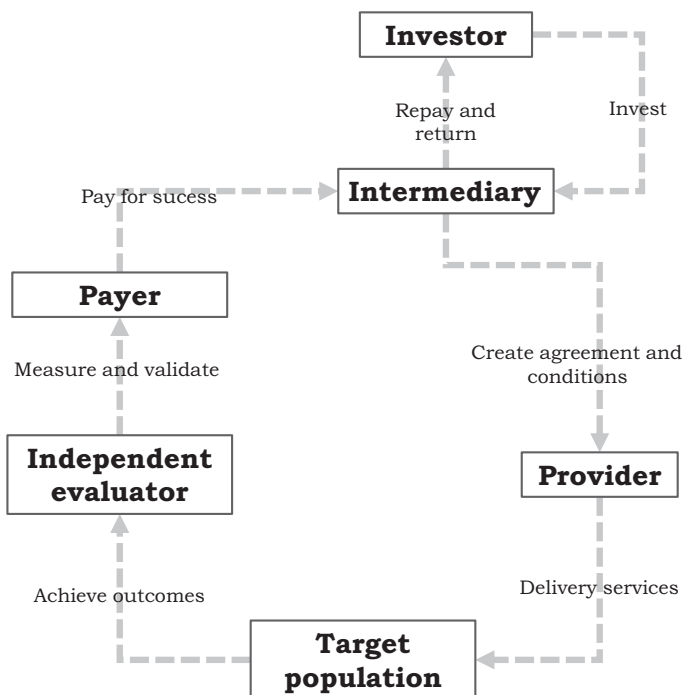 Investor
Repay and
return
Invest
Pay for sucess
Intermediary
Payer
Create agreement and
conditions
Measure and validate
Independent
evaluator
Provider
Delivery services
Achieve outcomes
Target
population